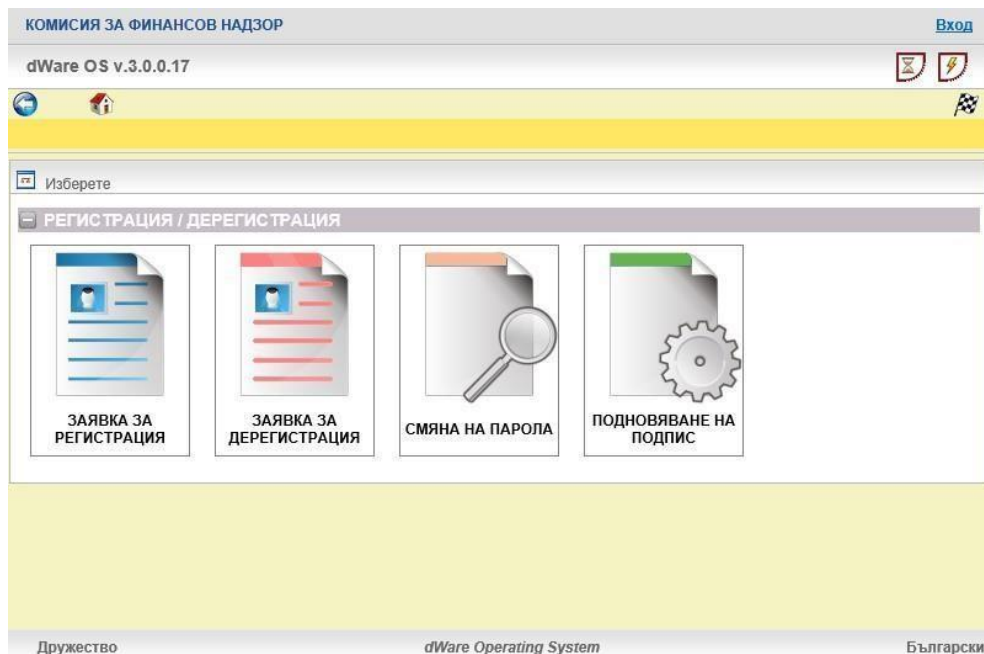 КОМИСИЯ ЗА ФИНАНСОВ НАДЗОР
Вход
dWare OS v.3.0.0.17
Изберете
РЕГИСТРАЦИЯ / ДЕРЕГИСТРАЦИЯ
ЗАЯВКА ЗА
РЕГИСТРАЦИЯ
ЗАЯВКА ЗА
ДЕРЕГИСТРАЦИЯ
СМЯНА НА ПАРОЛА
ПОДНОВЯВАНЕ НА
ПОДПИС
Дружество
dWare Operating System
Български